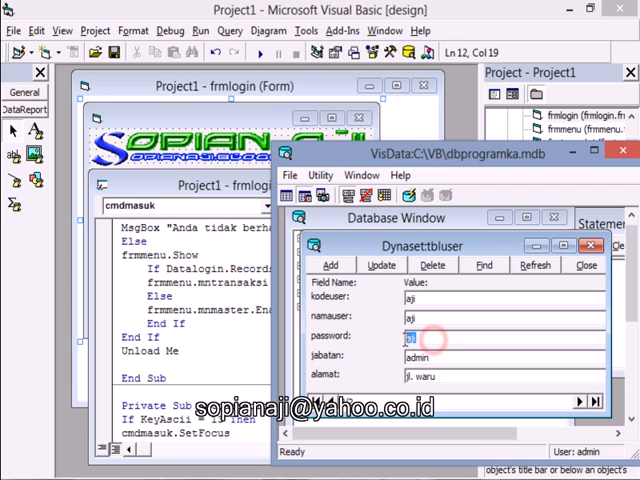 Project1 - Microsoft Visual Basic [design]
File Edit View Project Format Debug Run Query Diagram Tools Add-Ins Window
Ln 12, Col 19
General
DataReport
Project1 - frmlogin (Form)
SOPIAN AJI
Project1 - frmlogin
cmdmasuk
MsgBox "Anda tidak berha
Else
frmmenu.Show
If Datalogin.Records
frmmenu.mntransaksi
Else
frmmenu.mnmaster.Ena
End If
End If
Unload Me
End Sub
Private Sub
If KeyAscii = 13 Then
cmdmasuk.SetFocus
Project - Project1
frmlogin (frmlogin.fr
frmmenu (frmmenu.
VisData:C:\VB\dbprogramka.mdb
File Utility Window Help
Database Window
Statemen
Dynaset:tbluser
Add Update Delete Find Refresh Close
Field Name: Value:
kodeuser: aji
namauser: aji
password: aji
jabatan: admin
alamat: jl. waru
sopianaji@yahoo.co.id
Ready User: admin
object's title bar or below an object's